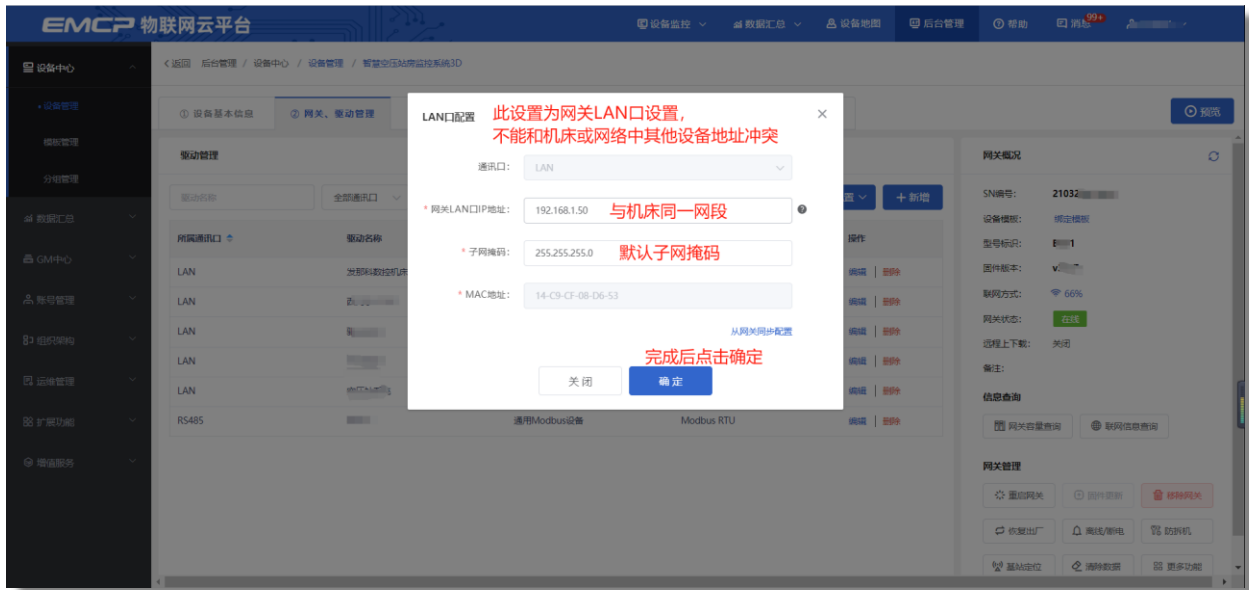 EMCP 物联网云平台
设备监控
数据汇总
设备地图
后台管理
帮助
消息
99+
设备中心
设备管理
模板管理
分组管理
数据汇总
GM中心
账号管理
组织架构
运维管理
扩展功能
增值服务
<返回 后台管理 / 设备中心 / 设备管理 / 智慧空压站房监控系统3D
① 设备基本信息
② 网关、驱动管理
预览
驱动管理
驱动名称
全部通讯口
+新增
所属通讯口
驱动名称
操作
LAN
发那科数控机床
编辑 | 删除
LAN
编辑 | 删除
LAN
编辑 | 删除
LAN
编辑 | 删除
LAN
编辑 | 删除
RS485
通用Modbus设备
Modbus RTU
编辑 | 删除
LAN口配置
此设置为网关LAN口设置,
不能和机床或网络中其他设备地址冲突
通讯口:
LAN
* 网关LAN口IP地址:
192.168.1.50
与机床同一网段
* 子网掩码:
255.255.255.0
默认子网掩码
* MAC地址:
14-C9-CF-08-D6-53
从网关同步配置
完成后点击确定
关闭
确定
网关概况
SN编号:
21032
设备模板:
绑定模板
型号标识:
固件版本:
联网方式:
66%
网关状态:
在线
远程上下载:
关闭
备注:
信息查询
网关容量查询
联网信息查询
网关管理
重启网关
固件更新
移除网关
恢复出厂
离线/断电
防拆机
基站定位
清除数据
更多功能